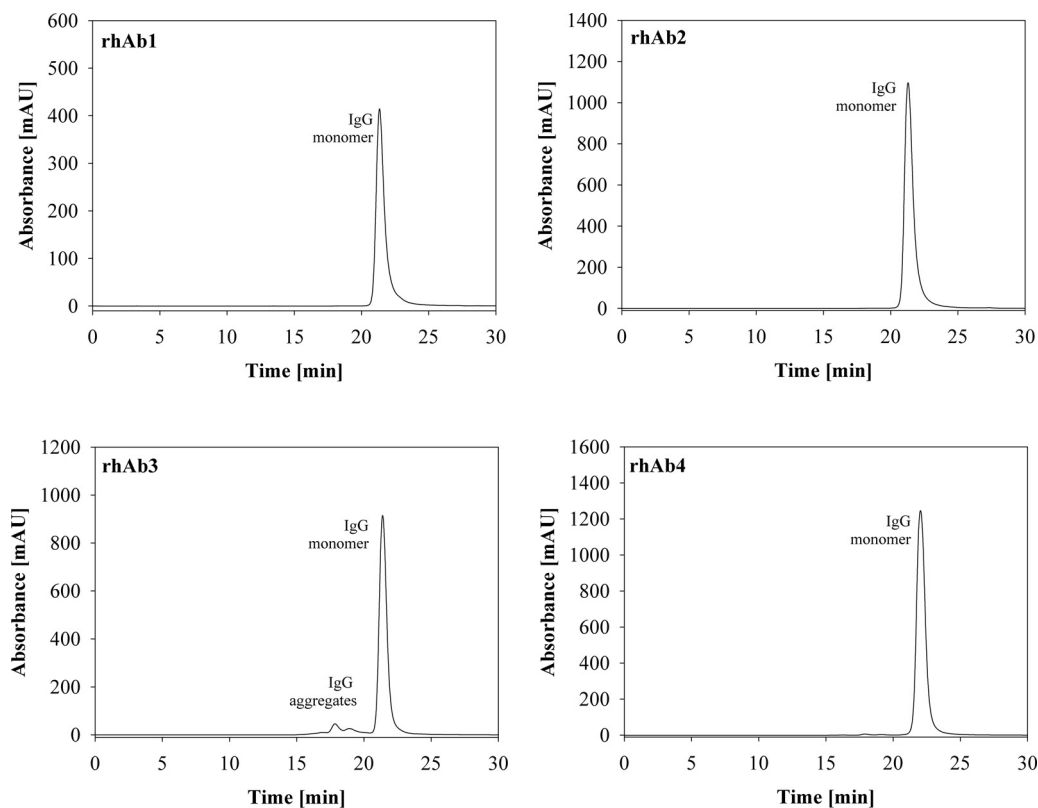 rhAb1
Absorbance [mAU]
600
500
400
300
200
100
0
IgG
monomer
0 5 10 15 20 25 30
Time [min]
rhAb2
Absorbance [mAU]
1400
1200
1000
800
600
400
200
0
IgG
monomer
0 5 10 15 20 25 30
Time [min]
rhAb3
Absorbance [mAU]
1200
1000
800
600
400
200
0
IgG
monomer
IgG
aggregates
0 5 10 15 20 25 30
Time [min]
rhAb4
Absorbance [mAU]
1600
1400
1200
1000
800
600
400
200
0
IgG
monomer
0 5 10 15 20 25 30
Time [min]